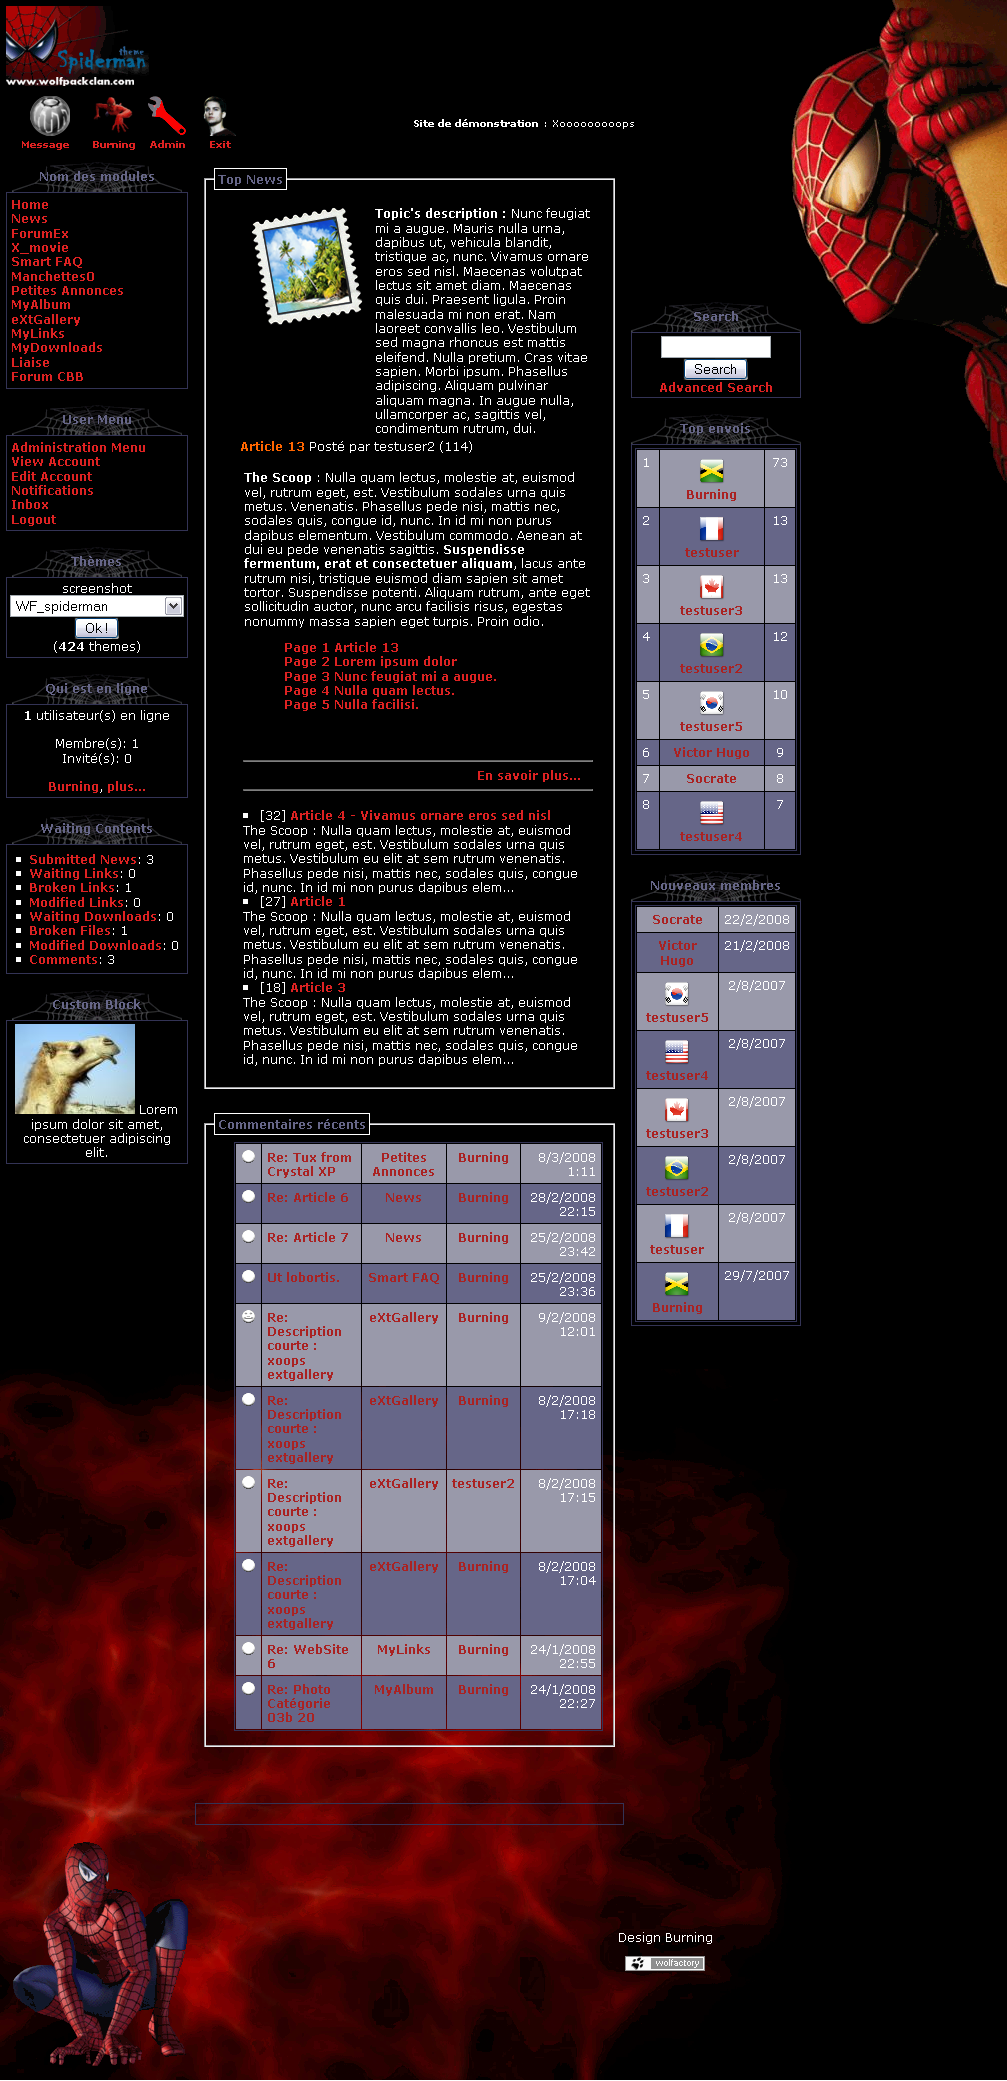 theme
Spiderman
www.wolfpackclan.com
Message Burning Admin Exit
Site de démonstration : Xoooooooops
Nom des modules
Home
News
ForumEx
X_movie
Smart FAQ
Manchettes0
Petites Annonces
MyAlbum
eXtGallery
MyLinks
MyDownloads
Liaise
Forum CBB
User Menu
Administration Menu
View Account
Edit Account
Notifications
Inbox
Logout
Thèmes
screenshot
WF_spiderman
Ok !
(424 themes)
Qui est en ligne
1 utilisateur(s) en ligne
Membre(s): 1
Invité(s): 0
Burning, plus...
Waiting Contents
Submitted News: 3
Waiting Links: 0
Broken Links: 1
Modified Links: 0
Waiting Downloads: 0
Broken Files: 1
Modified Downloads: 0
Comments: 3
Custom Block
Lorem
ipsum dolor sit amet,
consectetuer adipiscing
elit.
Top News
Topic's description : Nunc feugiat
mi a augue. Mauris nulla urna,
dapibus ut, vehicula blandit,
tristique ac, nunc. Vivamus ornare
eros sed nisl. Maecenas volutpat
lectus sit amet diam. Maecenas
quis dui. Praesent ligula. Proin
malesuada mi non erat. Nam
laoreet convallis leo. Vestibulum
sed magna rhoncus est mattis
eleifend. Nulla pretium. Cras vitae
sapien. Morbi ipsum. Phasellus
adipiscing. Aliquam pulvinar
aliquam magna. In augue nulla,
ullamcorper ac, sagittis vel,
condimentum rutrum, dui.
Article 13 Posté par testuser2 (114)
The Scoop : Nulla quam lectus, molestie at, euismod
vel, rutrum eget, est. Vestibulum sodales urna quis
metus. Venenatis. Phasellus pede nisi, mattis nec,
sodales quis, congue id, nunc. In id mi non purus
dapibus elementum. Vestibulum commodo. Aenean at
dui eu pede venenatis sagittis. Suspendisse
fermentum, erat et consectetuer aliquam, lacus ante
rutrum nisi, tristique euismod diam sapien sit amet
tortor. Suspendisse potenti. Aliquam rutrum, ante eget
sollicitudin auctor, nunc arcu facilisis risus, egestas
nonummy massa sapien eget turpis. Proin odio.
Page 1 Article 13
Page 2 Lorem ipsum dolor
Page 3 Nunc feugiat mi a augue.
Page 4 Nulla quam lectus.
Page 5 Nulla facilisi.
En savoir plus...
[32] Article 4 - Vivamus ornare eros sed nisl
The Scoop : Nulla quam lectus, molestie at, euismod
vel, rutrum eget, est. Vestibulum sodales urna quis
metus. Vestibulum eu elit at sem rutrum venenatis.
Phasellus pede nisi, mattis nec, sodales quis, congue
id, nunc. In id mi non purus dapibus elem...
[27] Article 1
The Scoop : Nulla quam lectus, molestie at, euismod
vel, rutrum eget, est. Vestibulum sodales urna quis
metus. Vestibulum eu elit at sem rutrum venenatis.
Phasellus pede nisi, mattis nec, sodales quis, congue
id, nunc. In id mi non purus dapibus elem...
[18] Article 3
The Scoop : Nulla quam lectus, molestie at, euismod
vel, rutrum eget, est. Vestibulum sodales urna quis
metus. Vestibulum eu elit at sem rutrum venenatis.
Phasellus pede nisi, mattis nec, sodales quis, congue
id, nunc. In id mi non purus dapibus elem...
Commentaires récents
Re: Tux from Petites Burning 8/3/2008
Crystal XP Annonces 1:11
Re: Article 6 News Burning 28/2/2008
22:15
Re: Article 7 News Burning 25/2/2008
23:42
Ut lobortis. Smart FAQ Burning 25/2/2008
23:36
Re: eXtGallery Burning 9/2/2008
Description 12:01
courte :
xoops
extgallery
Re: eXtGallery Burning 8/2/2008
Description 17:18
courte :
xoops
extgallery
Re: eXtGallery testuser2 8/2/2008
Description 17:15
courte :
xoops
extgallery
Re: eXtGallery Burning 8/2/2008
Description 17:04
courte :
xoops
extgallery
Re: WebSite MyLinks Burning 24/1/2008
6 22:55
Re: Photo MyAlbum Burning 24/1/2008
Catégorie 22:27
03b 20
Search
Search
Advanced Search
Top envois
1 73
Burning
2 13
testuser
3 13
testuser3
4 12
testuser2
5 10
testuser5
6 Victor Hugo 9
7 Socrate 8
8 7
testuser4
Nouveaux membres
Socrate 22/2/2008
Victor 21/2/2008
Hugo
2/8/2007
testuser5
2/8/2007
testuser4
2/8/2007
testuser3
2/8/2007
testuser2
2/8/2007
testuser
29/7/2007
Burning
Design Burning
wolfactory